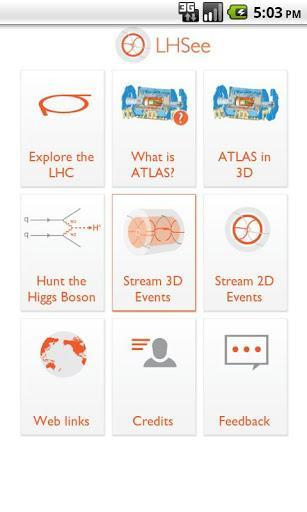 3G
5:03 PM
LHSee
Explore the
LHC
What is
ATLAS?
ATLAS in
3D
Hunt the
Higgs Boson
Stream 3D
Events
Stream 2D
Events
Web links
Credits
Feedback